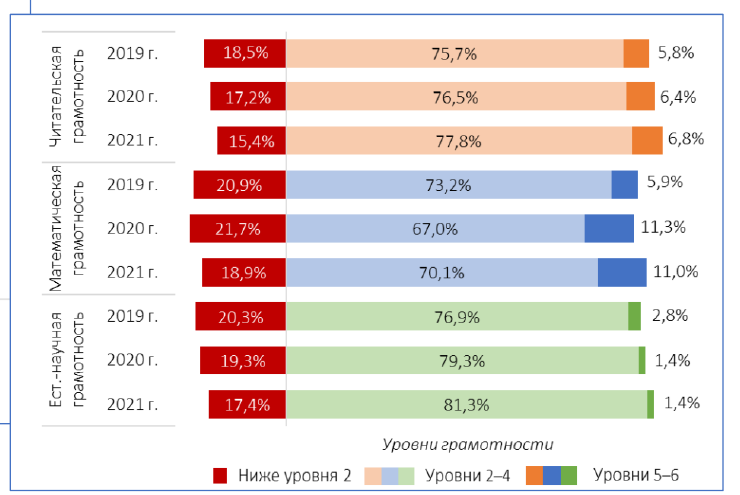 Читательская грамотность
2019 г. 18,5% 75,7% 5,8%
2020 г. 17,2% 76,5% 6,4%
2021 г. 15,4% 77,8% 6,8%
Математическая грамотность
2019 г. 20,9% 73,2% 5,9%
2020 г. 21,7% 67,0% 11,3%
2021 г. 18,9% 70,1% 11,0%
Ест.-научная грамотность
2019 г. 20,3% 76,9% 2,8%
2020 г. 19,3% 79,3% 1,4%
2021 г. 17,4% 81,3% 1,4%
Уровни грамотности
Ниже уровня 2 Уровни 2–4 Уровни 5–6